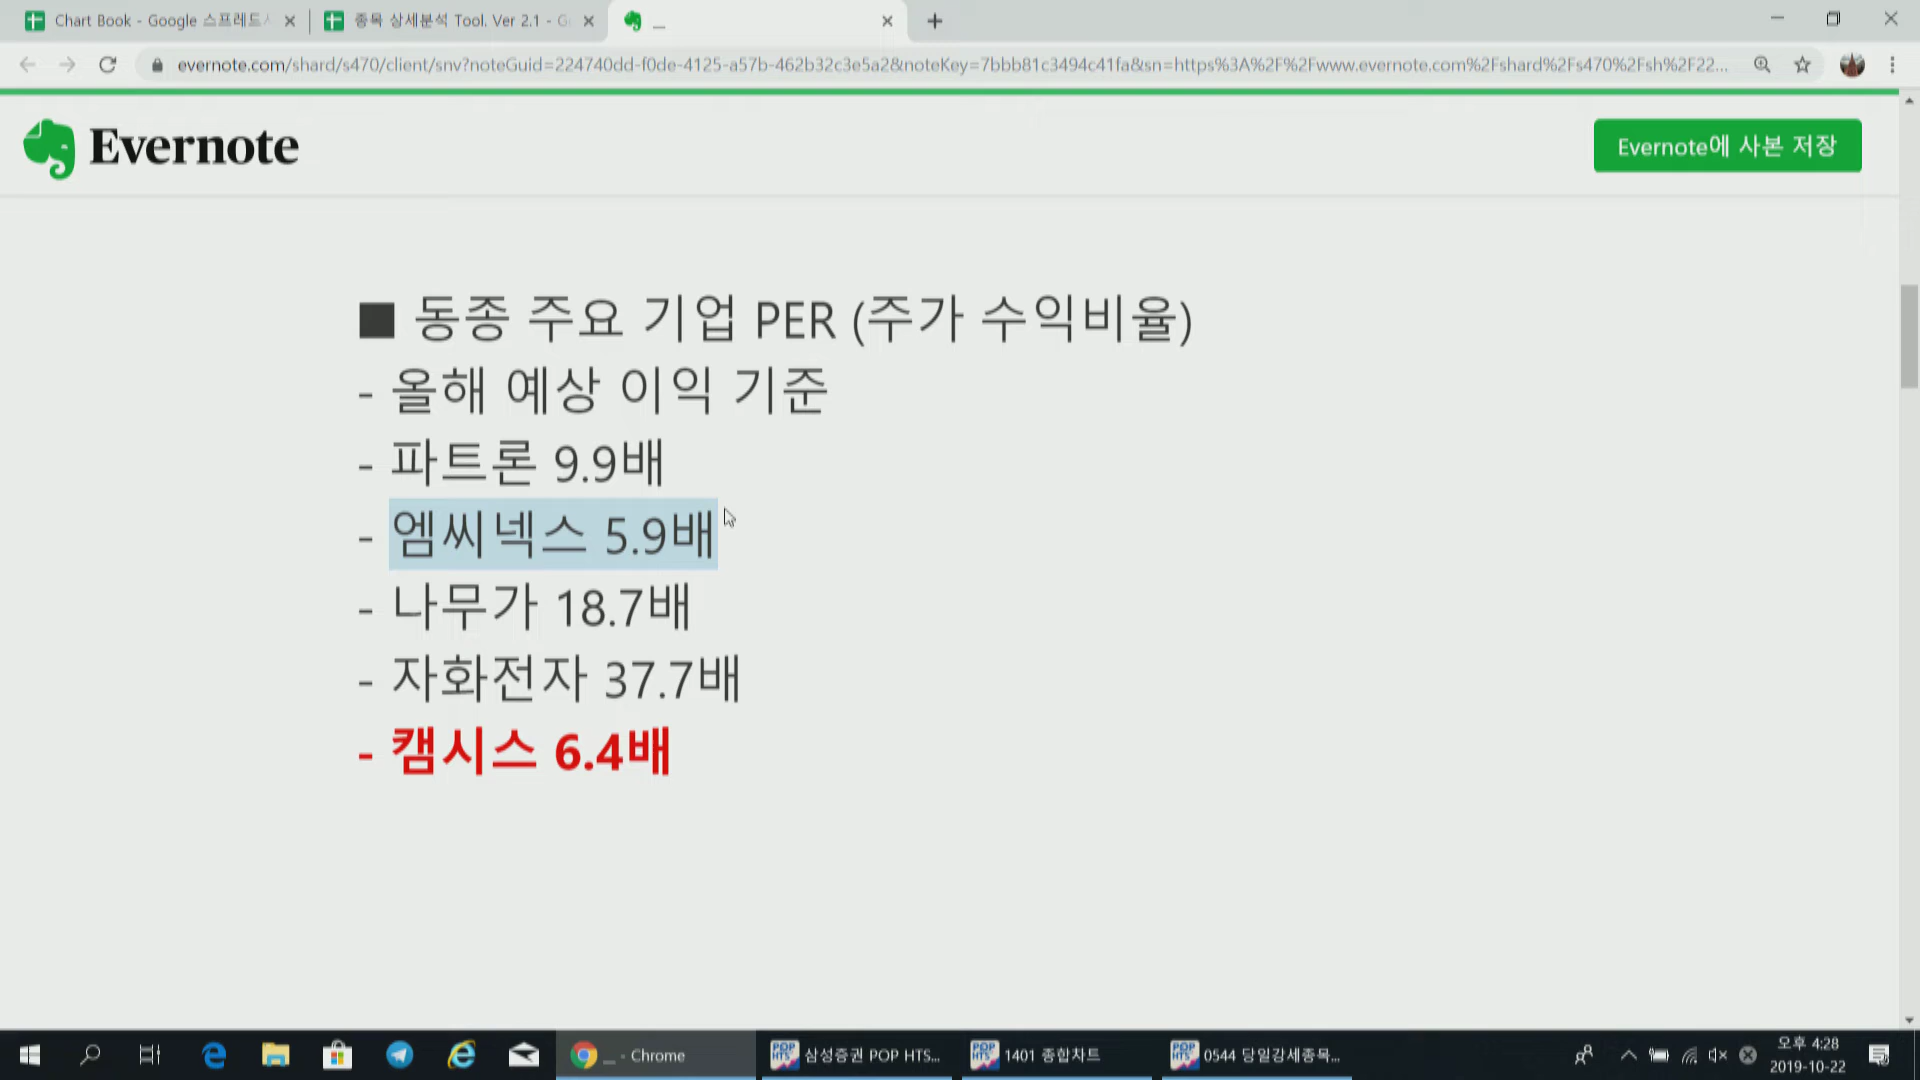 Chart Book - Google 스프레드
종목 상세분석 Tool. Ver 2.1 - G
evernote.com/shard/s470/client/snv?noteGuid=224740dd-f0de-4125-a57b-462b32c3e5a2&noteKey=7bbb81c3494c41fa&sn=https%3A%2F%2Fwww.evernote.com%2Fshard%2Fs470%2Fsh%2F22...
Evernote
Evernote에 사본 저장
■ 동종 주요 기업 PER (주가 수익비율)
- 올해 예상 이익 기준
- 파트론 9.9배
- 엠씨넥스 5.9배
- 나무가 18.7배
- 자화전자 37.7배
- 캠시스 6.4배
_ - Chrome
POP HTS 삼성증권 POP HTS...
POP HTS 1401 종합차트
POP HTS 0544 당일강세종목...
오후 4:28
2019-10-22